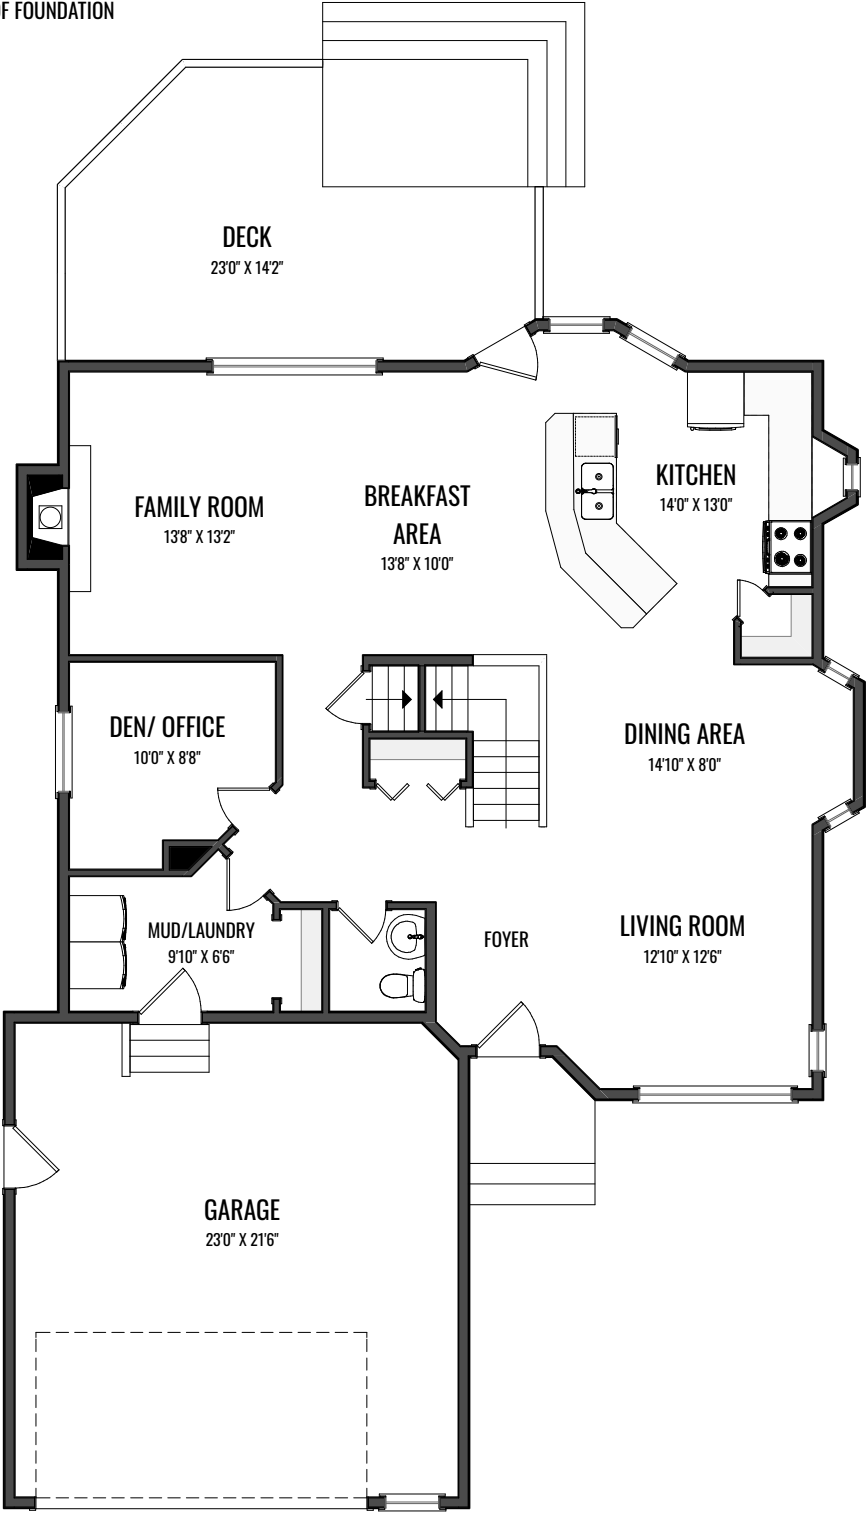 OF FOUNDATION
DECK
23'0" X 14'2"
FAMILY ROOM
13'8" X 13'2"
BREAKFAST
AREA
13'8" X 10'0"
KITCHEN
14'0" X 13'0"
DEN/ OFFICE
10'0" X 8'8"
DINING AREA
14'10" X 8'0"
MUD/LAUNDRY
9'10" X 6'6"
FOYER
LIVING ROOM
12'10" X 12'6"
GARAGE
23'0" X 21'6"